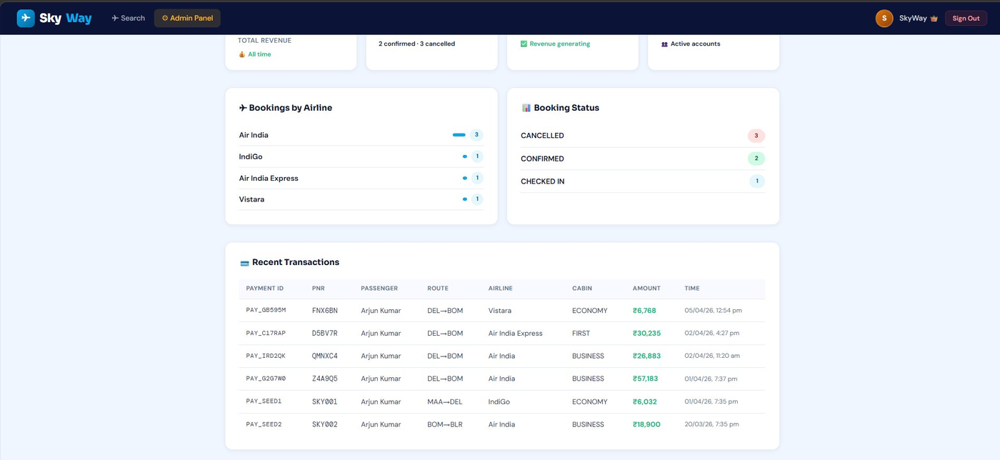 Sky Way
Search
Admin Panel
S
SkyWay
Sign Out
TOTAL REVENUE
All time
2 confirmed · 3 cancelled
Revenue generating
Active accounts
Bookings by Airline
Air India 3
IndiGo 1
Air India Express 1
Vistara 1
Booking Status
CANCELLED 3
CONFIRMED 2
CHECKED IN 1
Recent Transactions
PAYMENT ID PNR PASSENGER ROUTE AIRLINE CABIN AMOUNT TIME
PAY_GB595M FNX6BN Arjun Kumar DEL→BOM Vistara ECONOMY ₹6,768 05/04/26, 12:54 pm
PAY_C17RAP D5BV7R Arjun Kumar DEL→BOM Air India Express FIRST ₹30,235 02/04/26, 4:27 pm
PAY_IRD2QK QMNXC4 Arjun Kumar DEL→BOM Air India BUSINESS ₹26,883 02/04/26, 11:20 am
PAY_G2G7W0 Z4A9Q5 Arjun Kumar DEL→BOM Air India BUSINESS ₹57,183 01/04/26, 7:37 pm
PAY_SEED1 SKY001 Arjun Kumar MAA→DEL IndiGo ECONOMY ₹6,032 01/04/26, 7:35 pm
PAY_SEED2 SKY002 Arjun Kumar BOM→BLR Air India BUSINESS ₹18,900 20/03/26, 7:35 pm